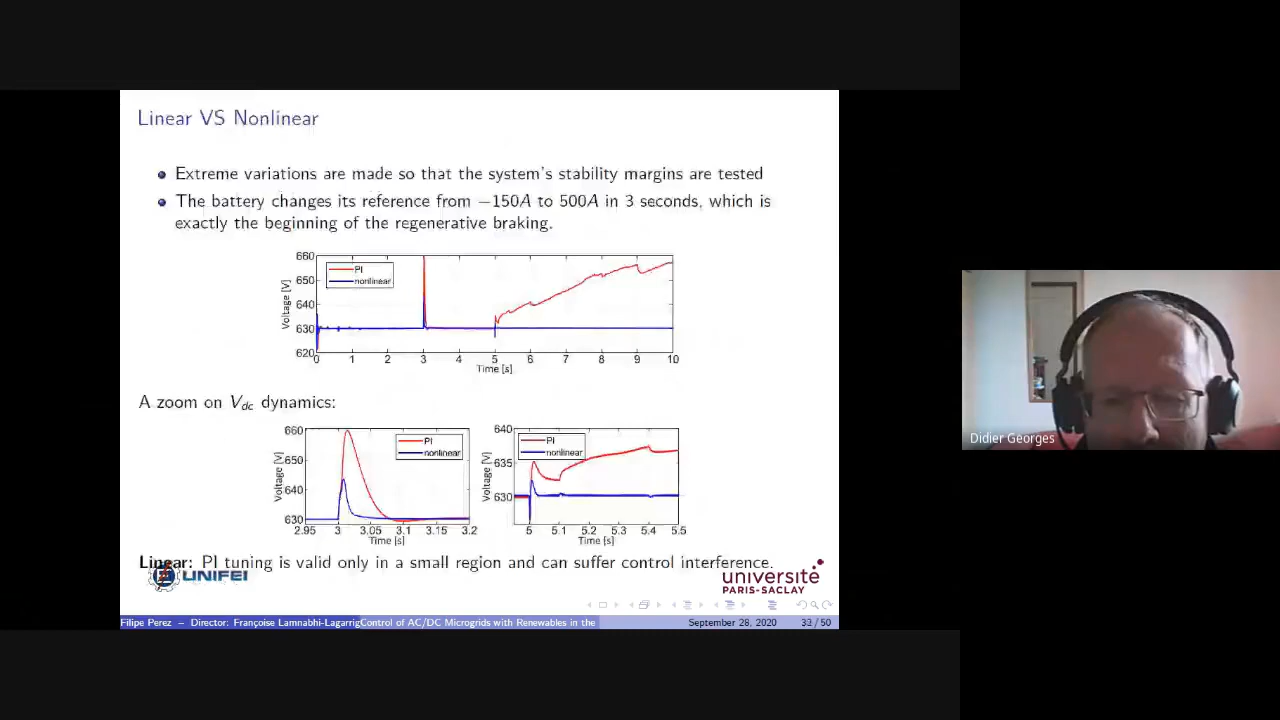 Linear VS Nonlinear
Extreme variations are made so that the system's stability margins are tested
The battery changes its reference from −150A to 500A in 3 seconds, which is
exactly the beginning of the regenerative braking.
660
650
640
630
620
Voltage [V]
PI
nonlinear
0 1 2 3 4 5 6 7 8 9 10
Time [s]
A zoom on Vdc dynamics:
660
650
640
630
Voltage [V]
PI
nonlinear
2.95 3 3.05 3.1 3.15 3.2
Time [s]
640
635
630
Voltage [V]
PI
nonlinear
5 5.1 5.2 5.3 5.4 5.5
Time [s]
Linear: PI tuning is valid only in a small region and can suffer control interference.
UNIFEI
université
PARIS-SACLAY
Filipe Perez – Director: Françoise Lamnabhi-Lagarrig
Control of AC/DC Microgrids with Renewables in the
September 28, 2020
33 / 50
Didier Georges